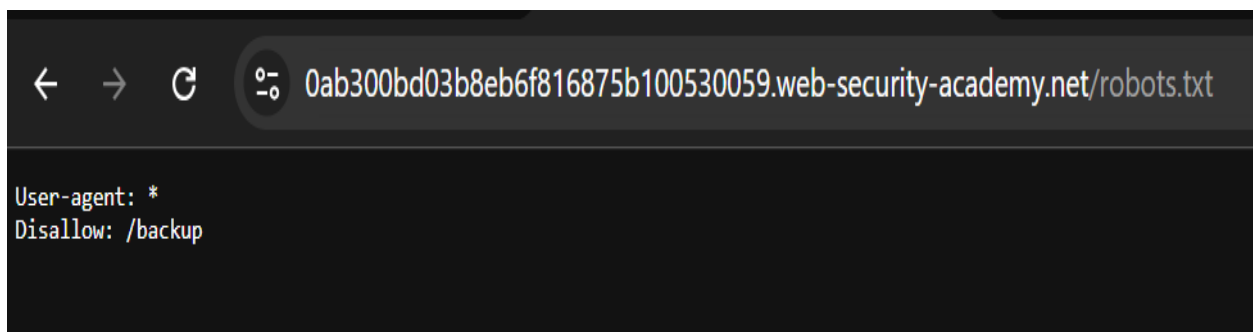 0ab300bd03b8eb6f816875b100530059.web-security-academy.net/robots.txt
User-agent: *
Disallow: /backup